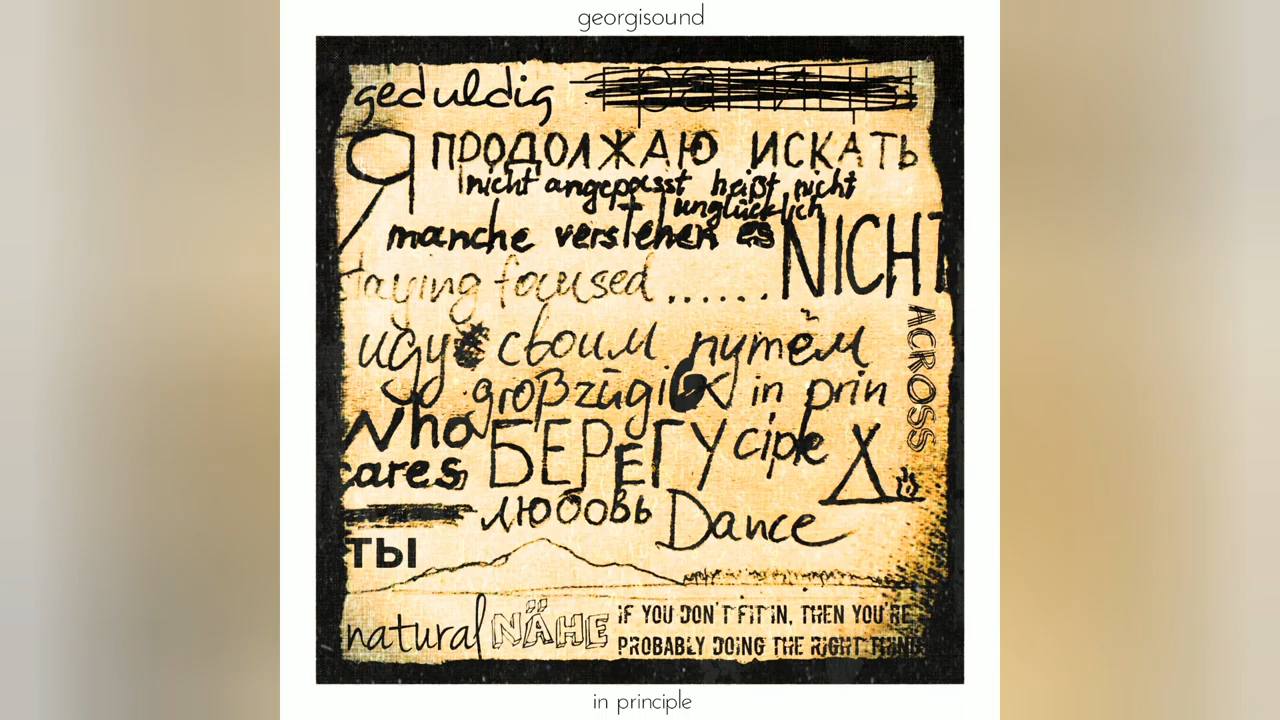 georgisound
geduldig границы
Я ПРОДОЛЖАЮ ИСКАТЬ
nicht angepasst heißt nicht
unglücklich
manche verstehen es NICHT
staying focused.......
ACROSS
иду своим путём
großzügig in prin
Who
cares БЕРЕГУ ciple
любовь Dance
ТЫ
natural NÄHE IF YOU DON'T FIT IN, THEN YOU'RE
PROBABLY DOING THE RIGHT THING
in principle